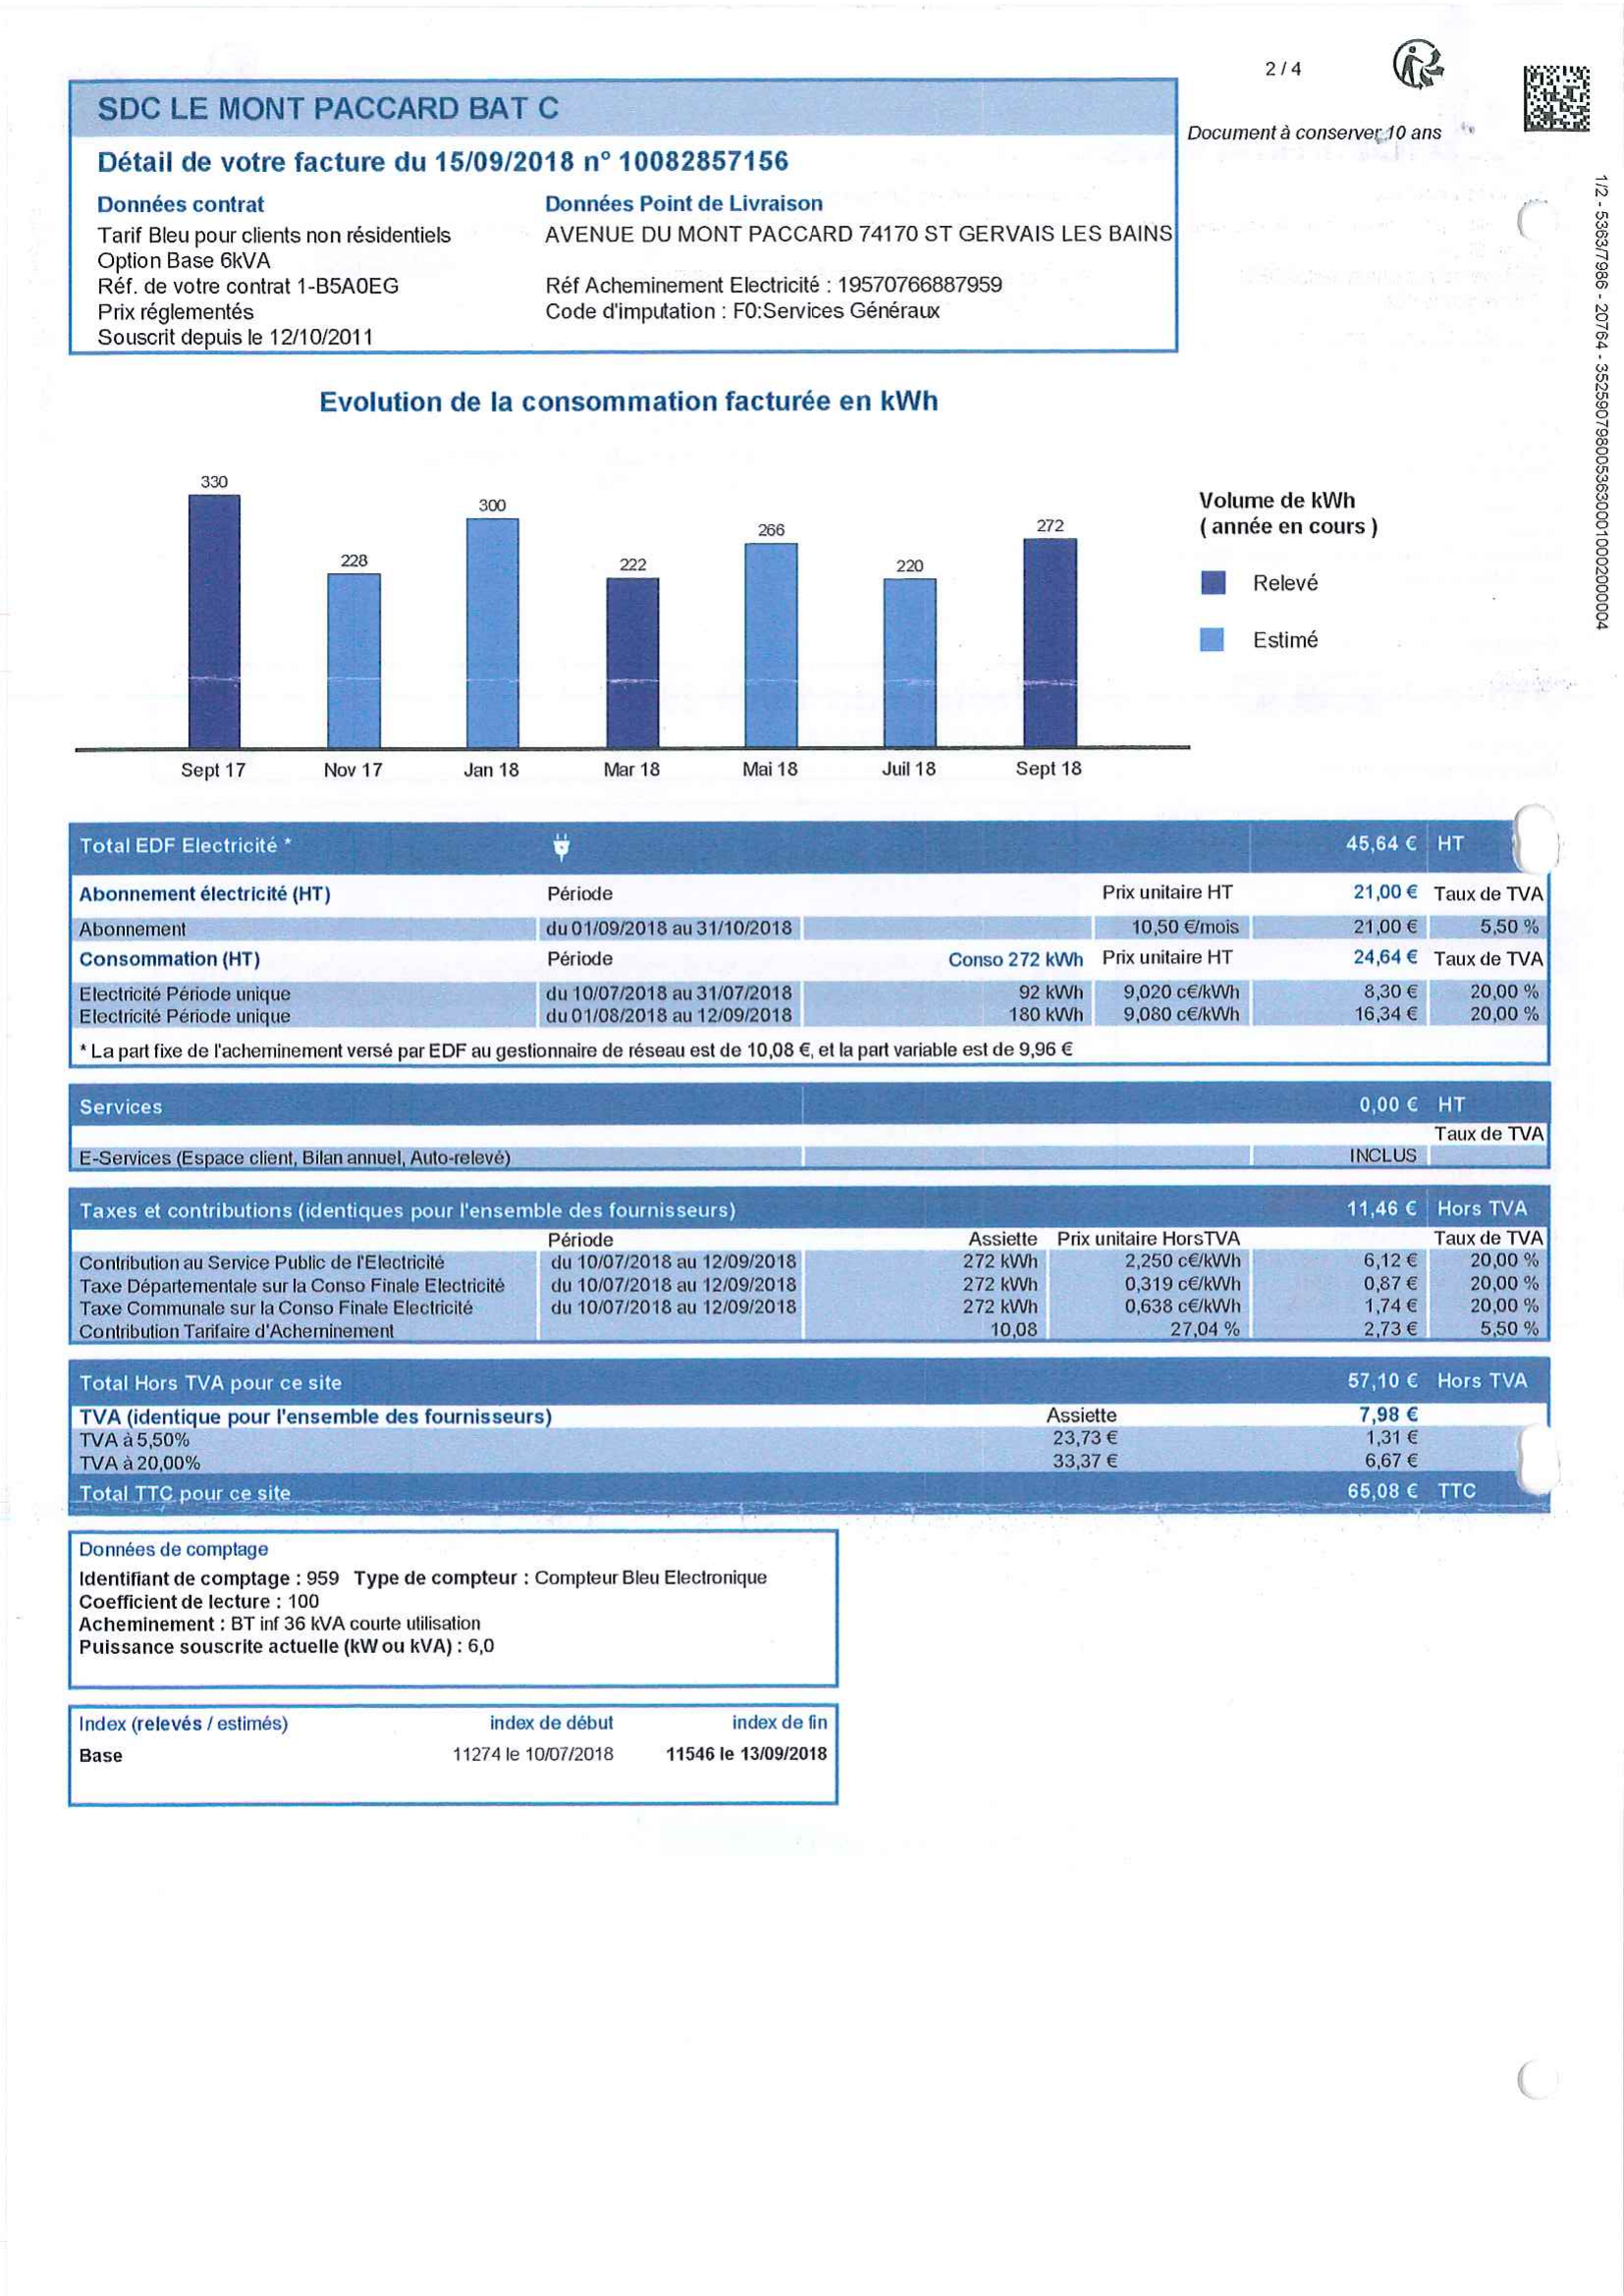 2 / 4
SDC LE MONT PACCARD BAT C
Document à conserver 10 ans
Détail de votre facture du 15/09/2018 n° 10082857156
Données contrat
Tarif Bleu pour clients non résidentiels
Option Base 6kVA
Réf. de votre contrat 1-B5A0EG
Prix réglementés
Souscrit depuis le 12/10/2011
Données Point de Livraison
AVENUE DU MONT PACCARD 74170 ST GERVAIS LES BAINS
Réf Acheminement Electricité : 19570766887959
Code d'imputation : F0:Services Généraux
1/2 - 5363/7986 - 20764 - 35259079800536300010002000004
Evolution de la consommation facturée en kWh
330
228
300
222
266
220
272
Sept 17
Nov 17
Jan 18
Mar 18
Mai 18
Juil 18
Sept 18
Volume de kWh
( année en cours )
Relevé
Estimé
Total EDF Electricité * 45,64 € HT
Abonnement électricité (HT) Période Prix unitaire HT 21,00 € Taux de TVA
Abonnement du 01/09/2018 au 31/10/2018 10,50 €/mois 21,00 € 5,50 %
Consommation (HT) Période Conso 272 kWh Prix unitaire HT 24,64 € Taux de TVA
Electricité Période unique du 10/07/2018 au 31/07/2018 92 kWh 9,020 c€/kWh 8,30 € 20,00 %
Electricité Période unique du 01/08/2018 au 12/09/2018 180 kWh 9,080 c€/kWh 16,34 € 20,00 %
* La part fixe de l'acheminement versé par EDF au gestionnaire de réseau est de 10,08 €, et la part variable est de 9,96 €
Services 0,00 € HT
Taux de TVA
E-Services (Espace client, Bilan annuel, Auto-relevé) INCLUS
Taxes et contributions (identiques pour l'ensemble des fournisseurs) 11,46 € Hors TVA
Période Assiette Prix unitaire HorsTVA Taux de TVA
Contribution au Service Public de l'Electricité du 10/07/2018 au 12/09/2018 272 kWh 2,250 c€/kWh 6,12 € 20,00 %
Taxe Départementale sur la Conso Finale Electricité du 10/07/2018 au 12/09/2018 272 kWh 0,319 c€/kWh 0,87 € 20,00 %
Taxe Communale sur la Conso Finale Electricité du 10/07/2018 au 12/09/2018 272 kWh 0,638 c€/kWh 1,74 € 20,00 %
Contribution Tarifaire d'Acheminement 10,08 27,04 % 2,73 € 5,50 %
Total Hors TVA pour ce site 57,10 € Hors TVA
TVA (identique pour l'ensemble des fournisseurs) Assiette 7,98 €
TVA à 5,50% 23,73 € 1,31 €
TVA à 20,00% 33,37 € 6,67 €
Total TTC pour ce site 65,08 € TTC
Données de comptage
Identifiant de comptage : 959 Type de compteur : Compteur Bleu Electronique
Coefficient de lecture : 100
Acheminement : BT inf 36 kVA courte utilisation
Puissance souscrite actuelle (kW ou kVA) : 6,0
Index (relevés / estimés) index de début index de fin
Base 11274 le 10/07/2018 11546 le 13/09/2018